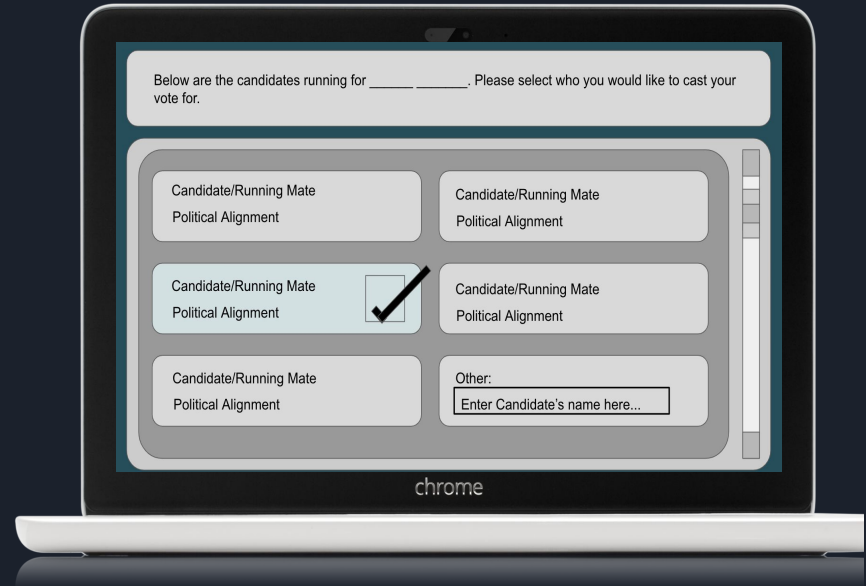 Below are the candidates running for ______ _______. Please select who you would like to cast your
vote for.
Candidate/Running Mate
Political Alignment
Candidate/Running Mate
Political Alignment
Candidate/Running Mate
Political Alignment
Candidate/Running Mate
Political Alignment
Candidate/Running Mate
Political Alignment
Other:
Enter Candidate’s name here...
chrome